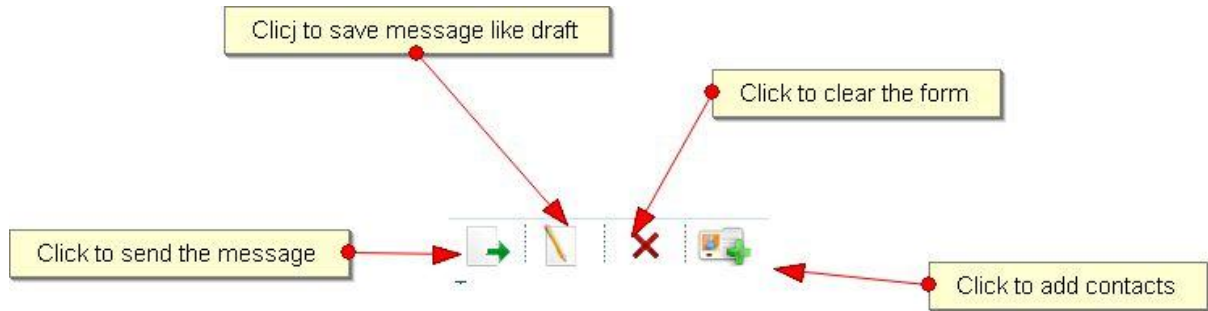 Clicj to save message like draft
Click to clear the form
Click to send the message
Click to add contacts